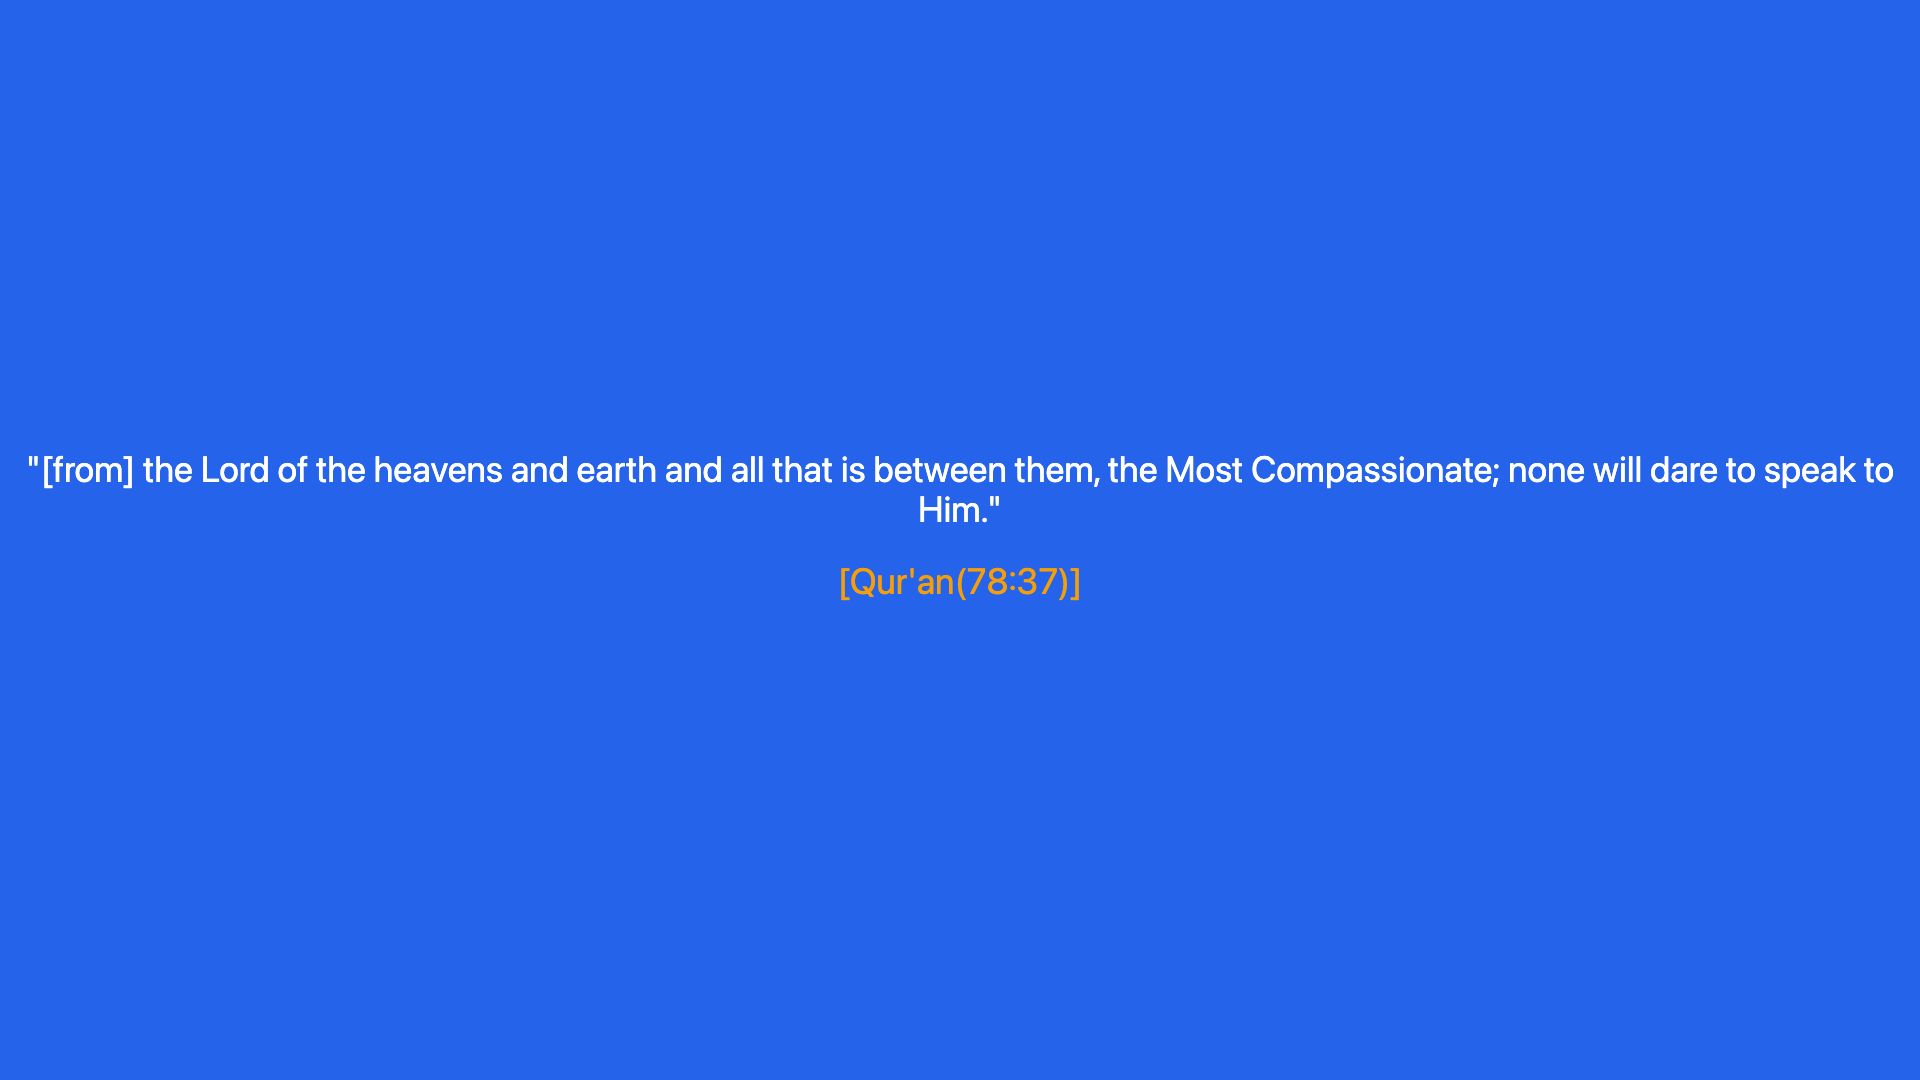 "[from] the Lord of the heavens and earth and all that is between them, the Most Compassionate; none will dare to speak to
Him."
[Qur'an(78:37)]